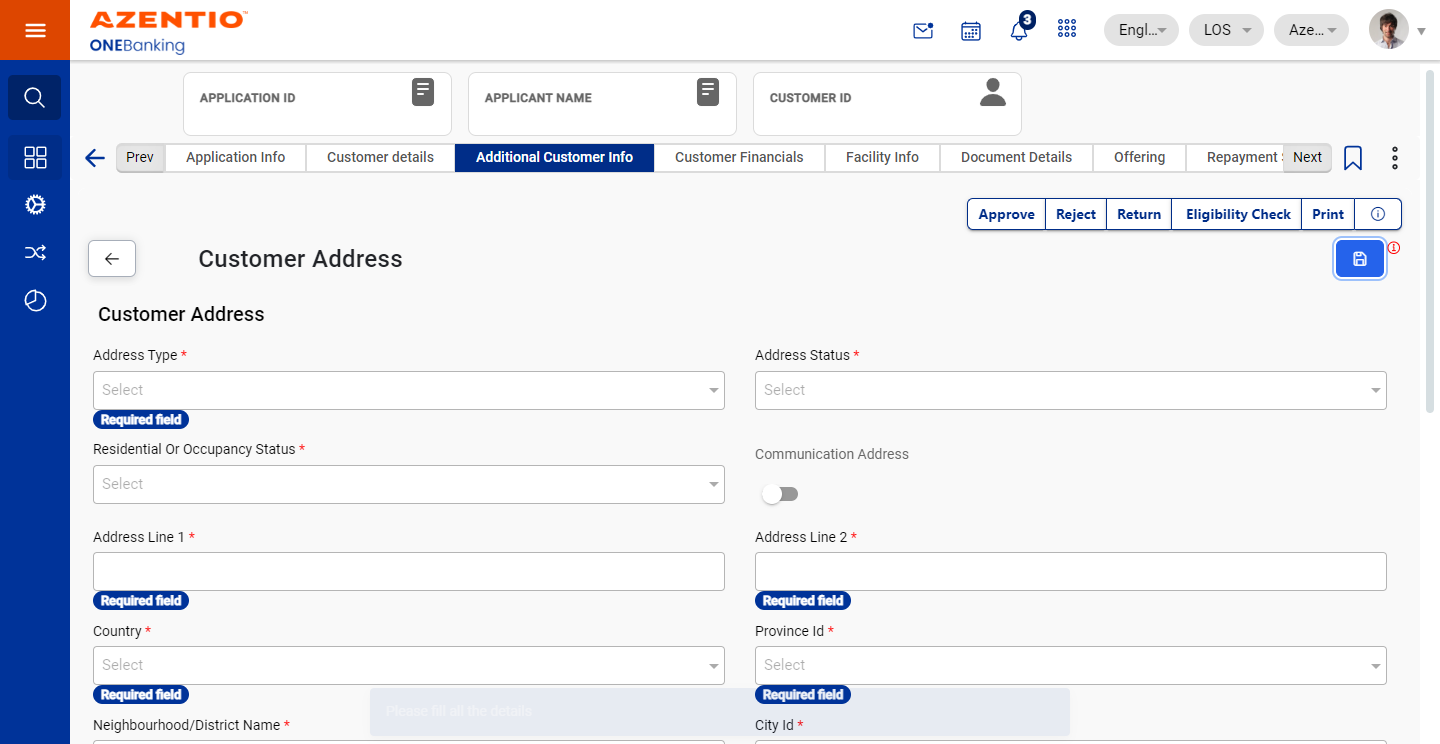 AZENTIO™
ONEBanking
3
Engl...
LOS
Aze...
APPLICATION ID
APPLICANT NAME
CUSTOMER ID
Prev
Application Info
Customer details
Additional Customer Info
Customer Financials
Facility Info
Document Details
Offering
Repayment
Next
Approve
Reject
Return
Eligibility Check
Print
Customer Address
Customer Address
Address Type *
Address Status *
Select
Select
Required field
Residential Or Occupancy Status *
Communication Address
Select
Address Line 1 *
Address Line 2 *
Required field
Required field
Country *
Province Id *
Select
Select
Required field
Required field
Please fill all the details
Neighbourhood/District Name *
City Id *